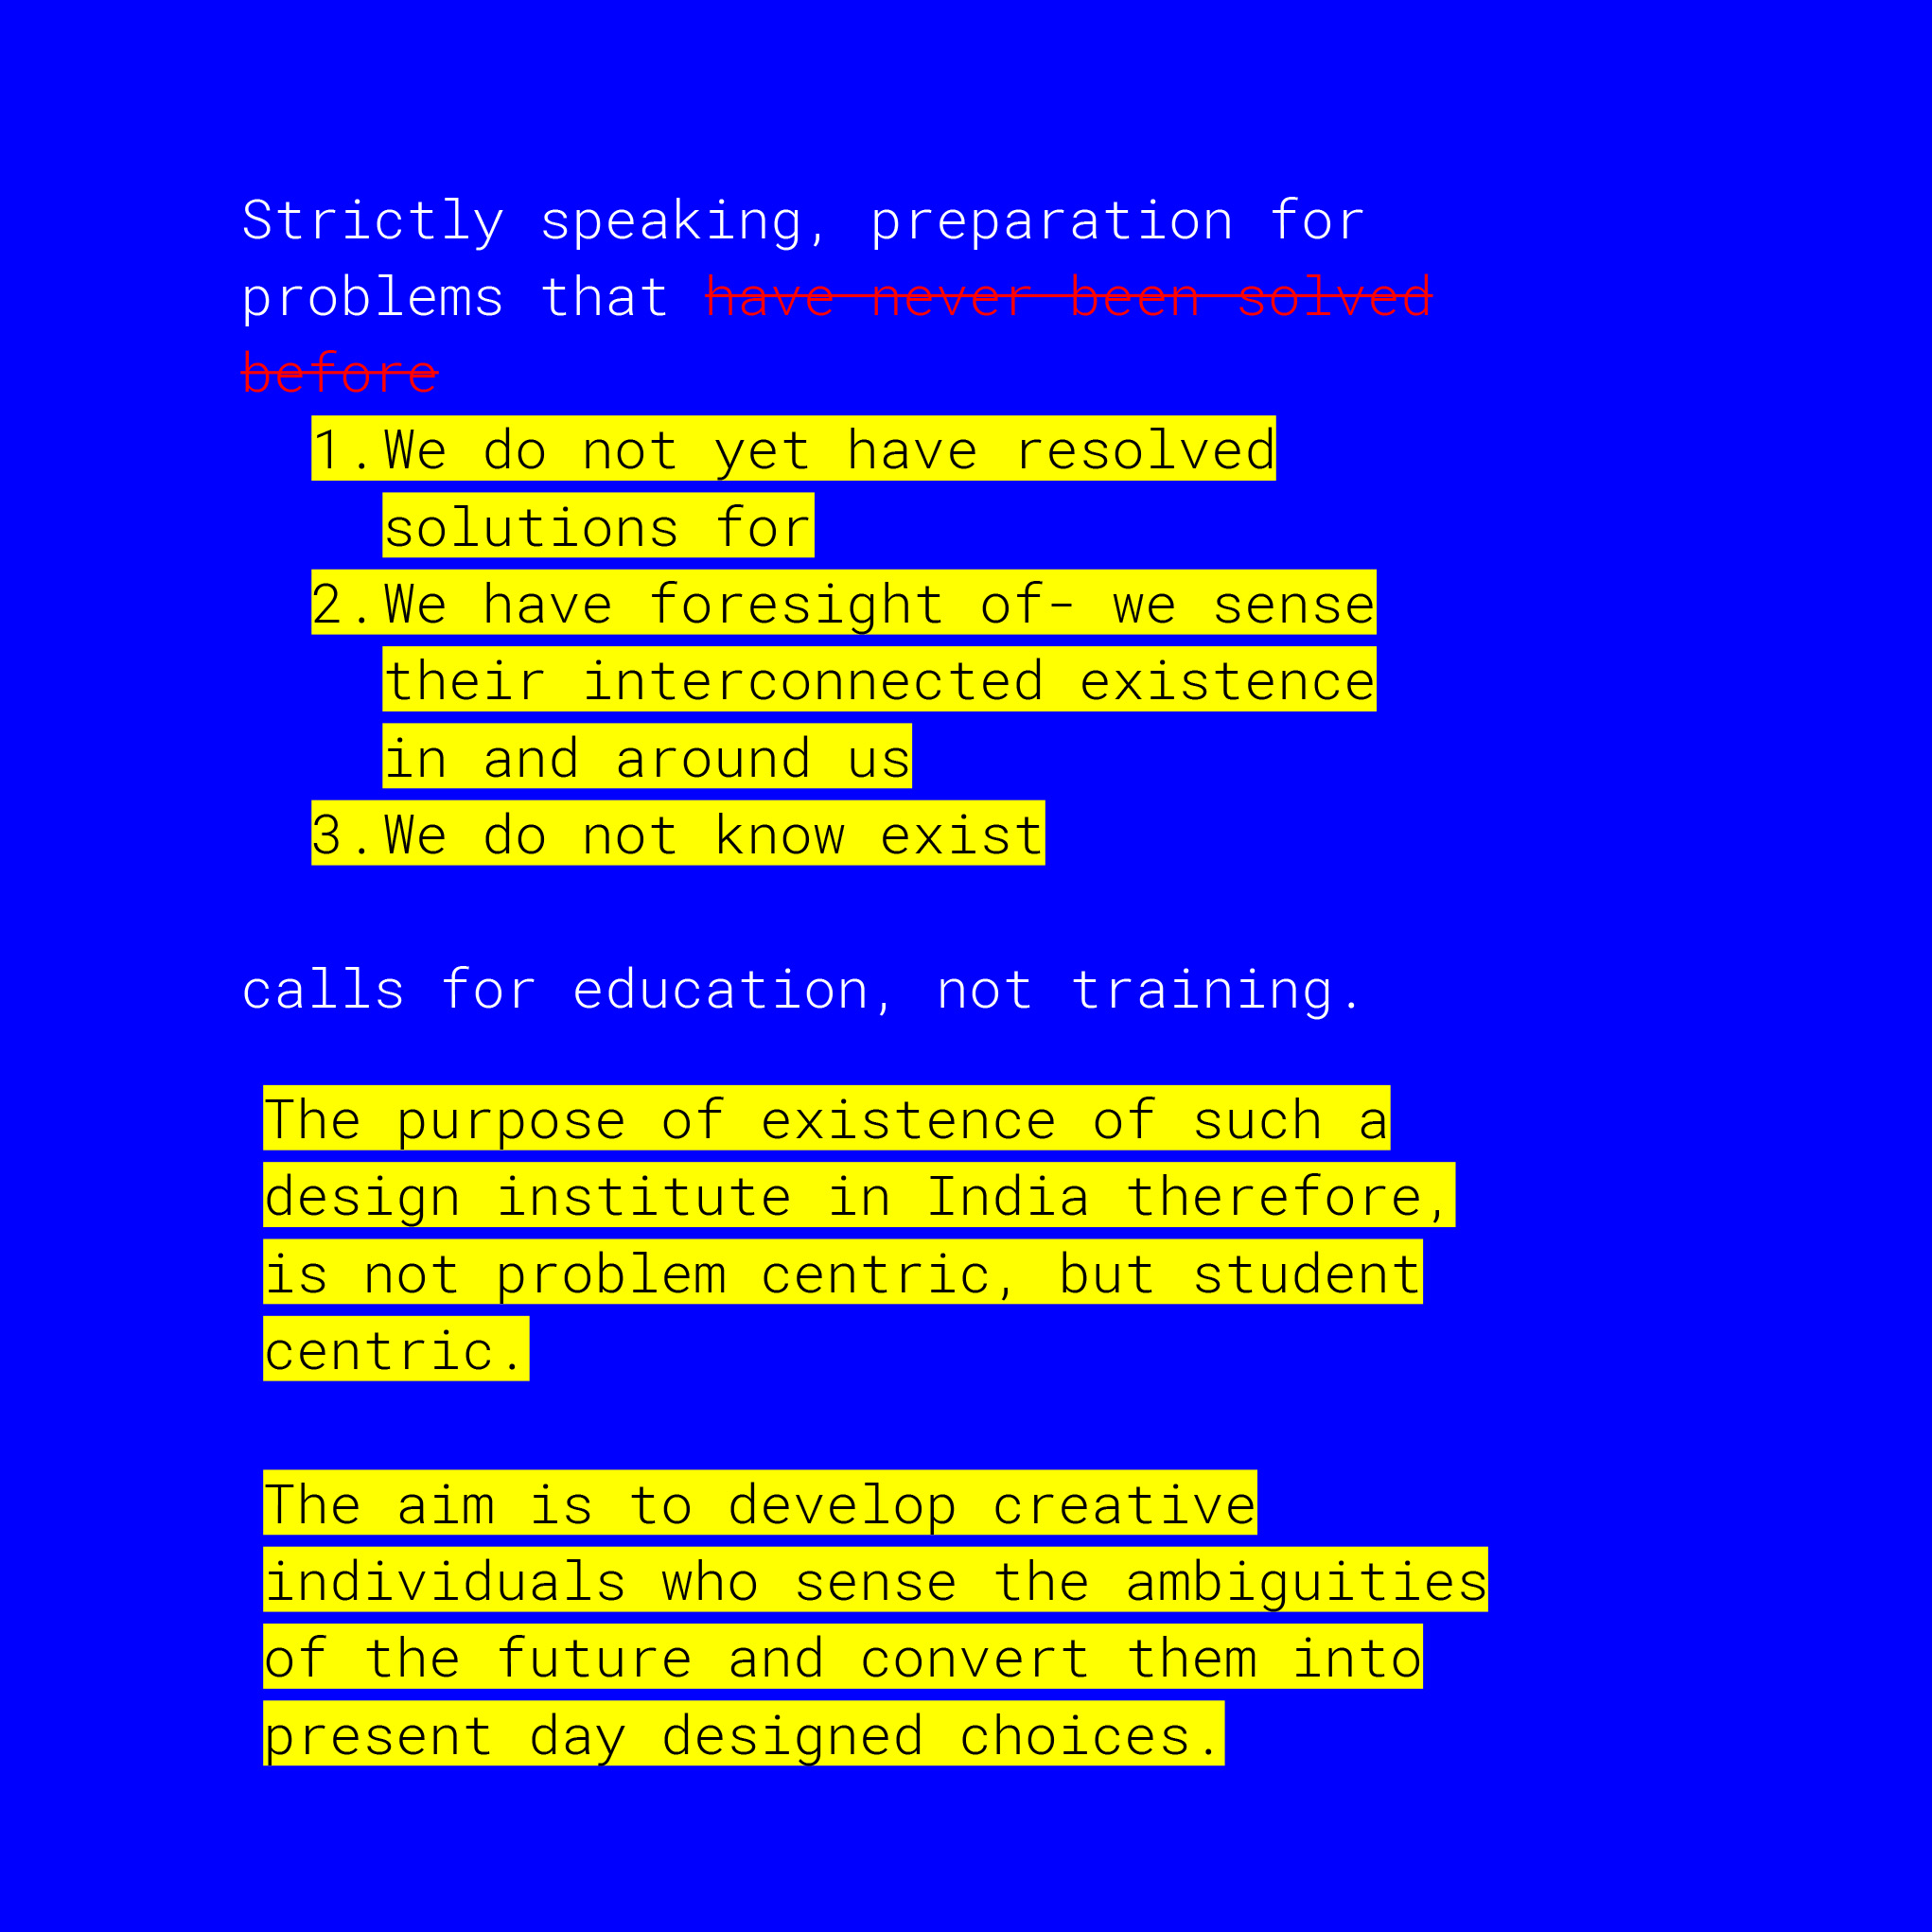 Strictly speaking, preparation for
problems that have never been solved
before
1.We do not yet have resolved
solutions for
2.We have foresight of- we sense
their interconnected existence
in and around us
3.We do not know exist
calls for education, not training.
The purpose of existence of such a
design institute in India therefore,
is not problem centric, but student
centric.
The aim is to develop creative
individuals who sense the ambiguities
of the future and convert them into
present day designed choices.